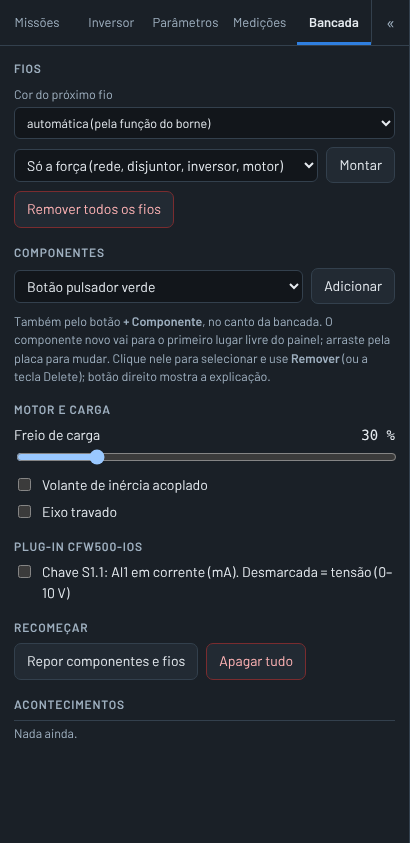 Missões Inversor Parâmetros Medições Bancada «
FIOS
Cor do próximo fio
automática (pela função do borne)
Só a força (rede, disjuntor, inversor, motor) Montar
Remover todos os fios
COMPONENTES
Botão pulsador verde Adicionar
Também pelo botão + Componente, no canto da bancada. O
componente novo vai para o primeiro lugar livre do painel; arraste pela
placa para mudar. Clique nele para selecionar e use Remover (ou a
tecla Delete); botão direito mostra a explicação.
MOTOR E CARGA
Freio de carga 30 %
Volante de inércia acoplado
Eixo travado
PLUG-IN CFW500-IOS
Chave S1.1: AI1 em corrente (mA). Desmarcada = tensão (0–
10 V)
RECOMEÇAR
Repor componentes e fios Apagar tudo
ACONTECIMENTOS
Nada ainda.